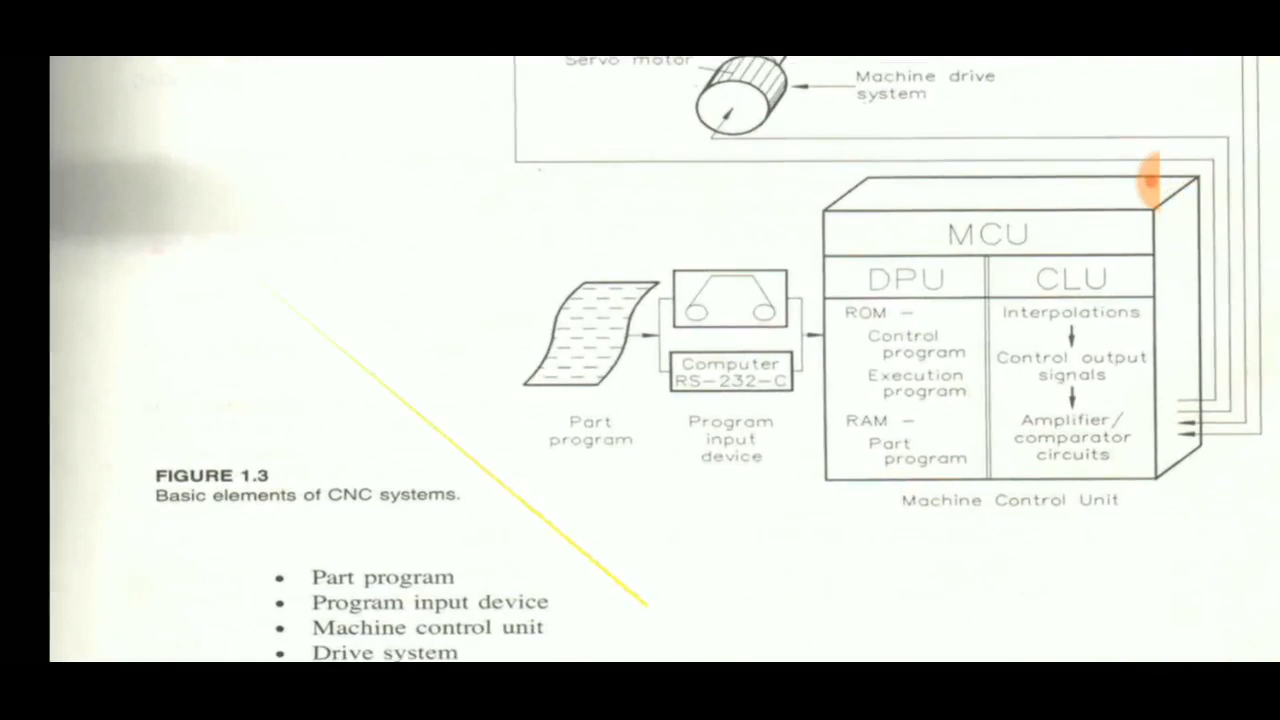 Servo motor
Machine drive
system
MCU
DPU
CLU
ROM –
Control
program
Execution
program
RAM –
Part
program
Interpolations
Control output
signals
Amplifier/
comparator
circuits
Computer
RS-232-C
Part
program
Program
input
device
Machine Control Unit
FIGURE 1.3
Basic elements of CNC systems.
• Part program
• Program input device
• Machine control unit
• Drive system